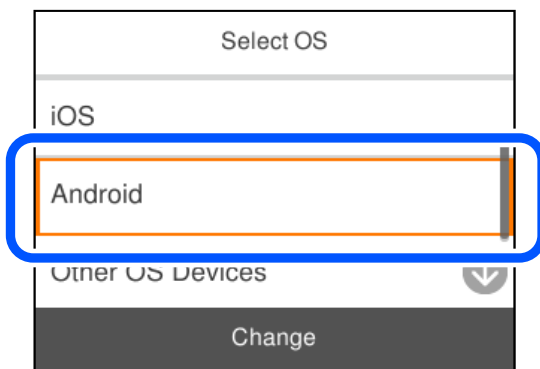 Select OS
iOS
Android
Other OS Devices
Change